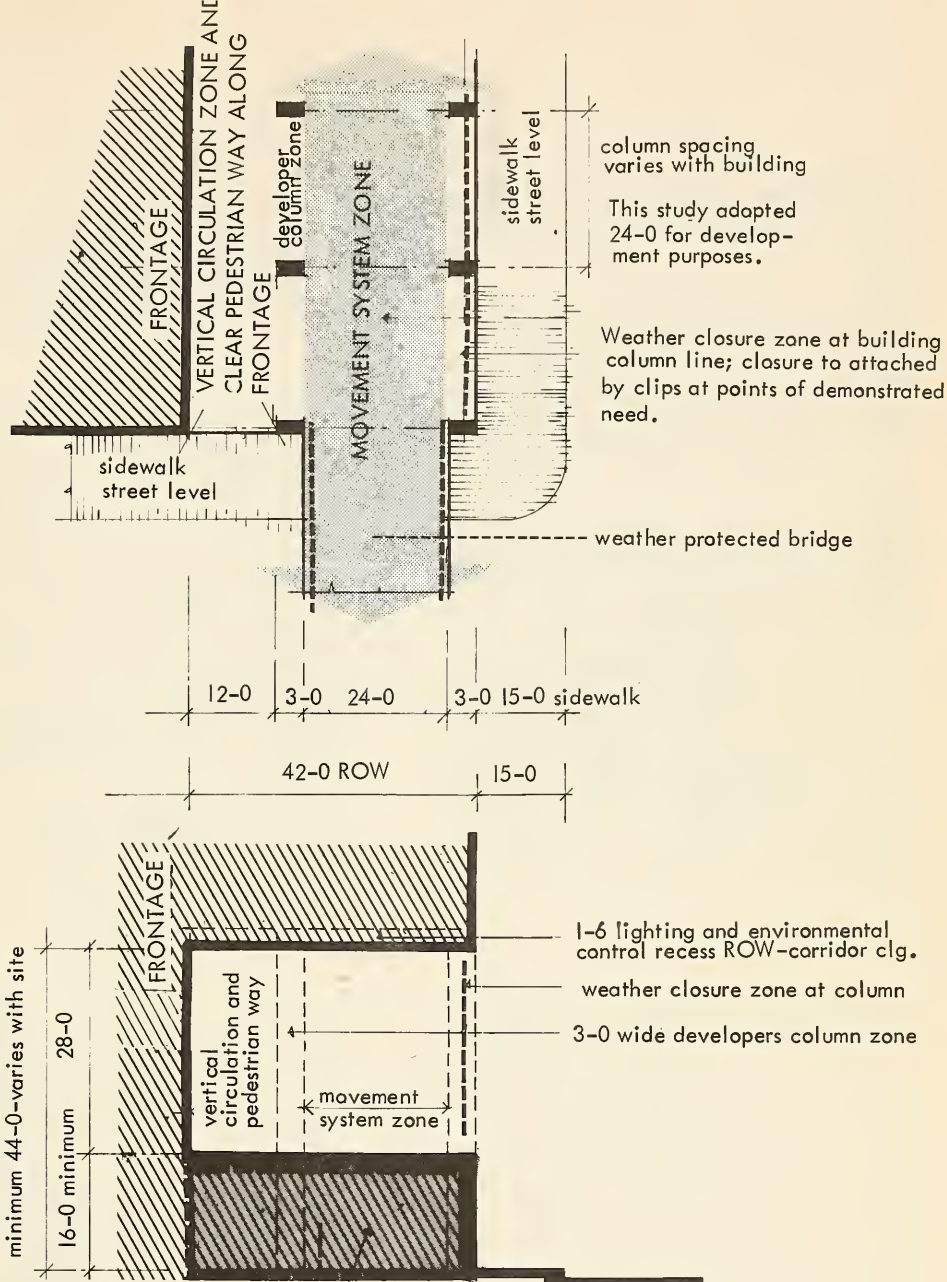 VERTICAL CIRCULATION ZONE AND
CLEAR PEDESTRIAN WAY ALONG
FRONTAGE
FRONTAGE
developer
column zone
MOVEMENT SYSTEM ZONE
sidewalk
street level
column spacing
varies with building
This study adopted
24-0 for develop-
ment purposes.
Weather closure zone at building
column line; closure to attached
by clips at points of demonstrated
need.
sidewalk
street level
weather protected bridge
12-0
3-0
24-0
3-0
15-0 sidewalk
42-0 ROW
15-0
FRONTAGE
minimum 44-0-varies with site
28-0
16-0 minimum
vertical
circulation and
pedestrian way
movement
system zone
1-6 lighting and environmental
control recess ROW-corridor clg.
weather closure zone at column
3-0 wide developers column zone